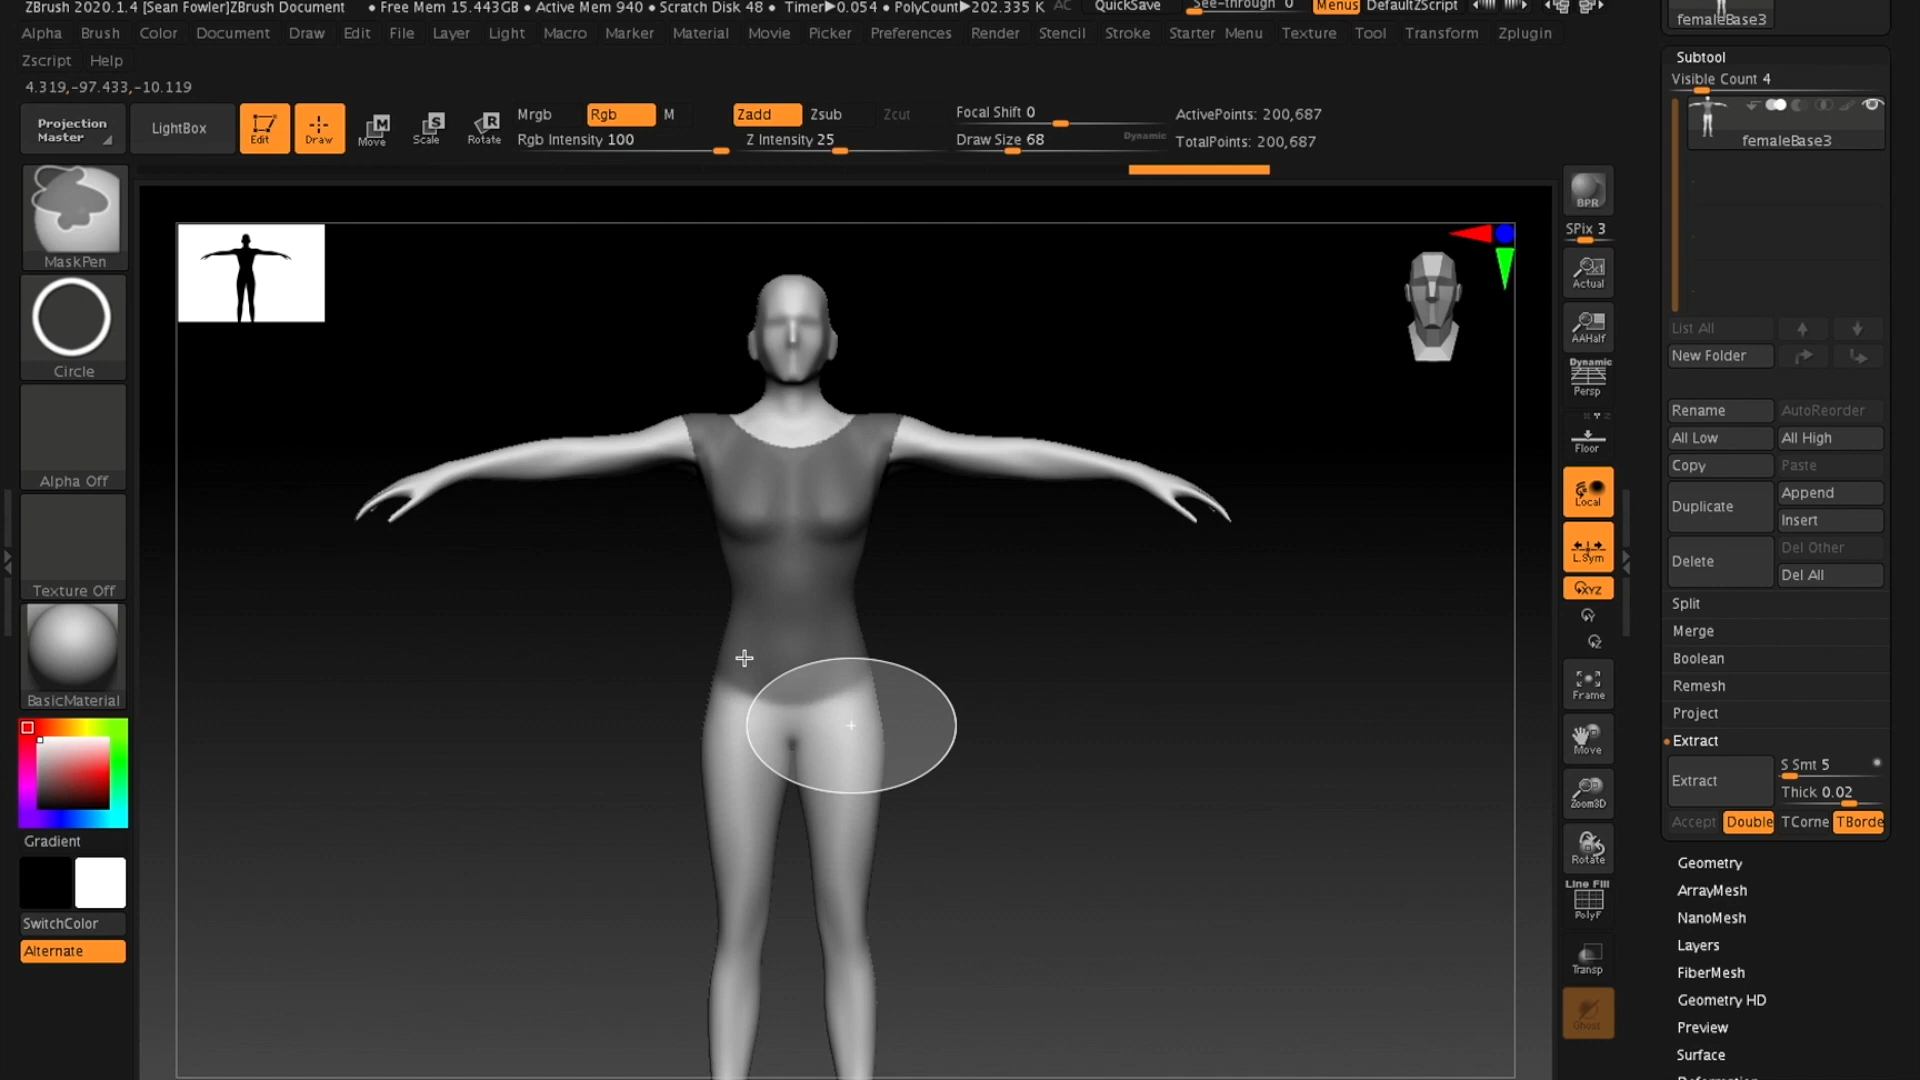 ZBrush 2020.1.4 [Sean Fowler]ZBrush Document • Free Mem 15.443GB • Active Mem 940 • Scratch Disk 48 • Timer▶0.054 • PolyCount▶202.335 K AC QuickSave See-through 0 Menus DefaultZScript
Alpha Brush Color Document Draw Edit File Layer Light Macro Marker Material Movie Picker Preferences Render Stencil Stroke Starter Menu Texture Tool Transform Zplugin
Zscript Help
4.319,-97.433,-10.119
Projection Master
LightBox
Edit
Draw
M
Move
S
Scale
R
Rotate
Mrgb Rgb M
Rgb Intensity 100
Zadd Zsub Zcut
Z Intensity 25
Focal Shift 0
Draw Size 68
Dynamic
ActivePoints: 200,687
TotalPoints: 200,687
MaskPen
Circle
Alpha Off
Texture Off
BasicMaterial
Gradient
SwitchColor
Alternate
BPR
SPix 3
Actual
AAHalf
Dynamic
Persp
Floor
Local
L.Sym
XYZ
Y
Z
Frame
Move
Zoom3D
Rotate
Line Fill
PolyF
Transp
Ghost
femaleBase3
Subtool
Visible Count 4
femaleBase3
List All
New Folder
Rename AutoReorder
All Low All High
Copy Paste
Duplicate Append
Insert
Delete Del Other
Del All
Split
Merge
Boolean
Remesh
Project
Extract
Extract S Smt 5
Thick 0.02
Accept Double TCorne TBorde
Geometry
ArrayMesh
NanoMesh
Layers
FiberMesh
Geometry HD
Preview
Surface